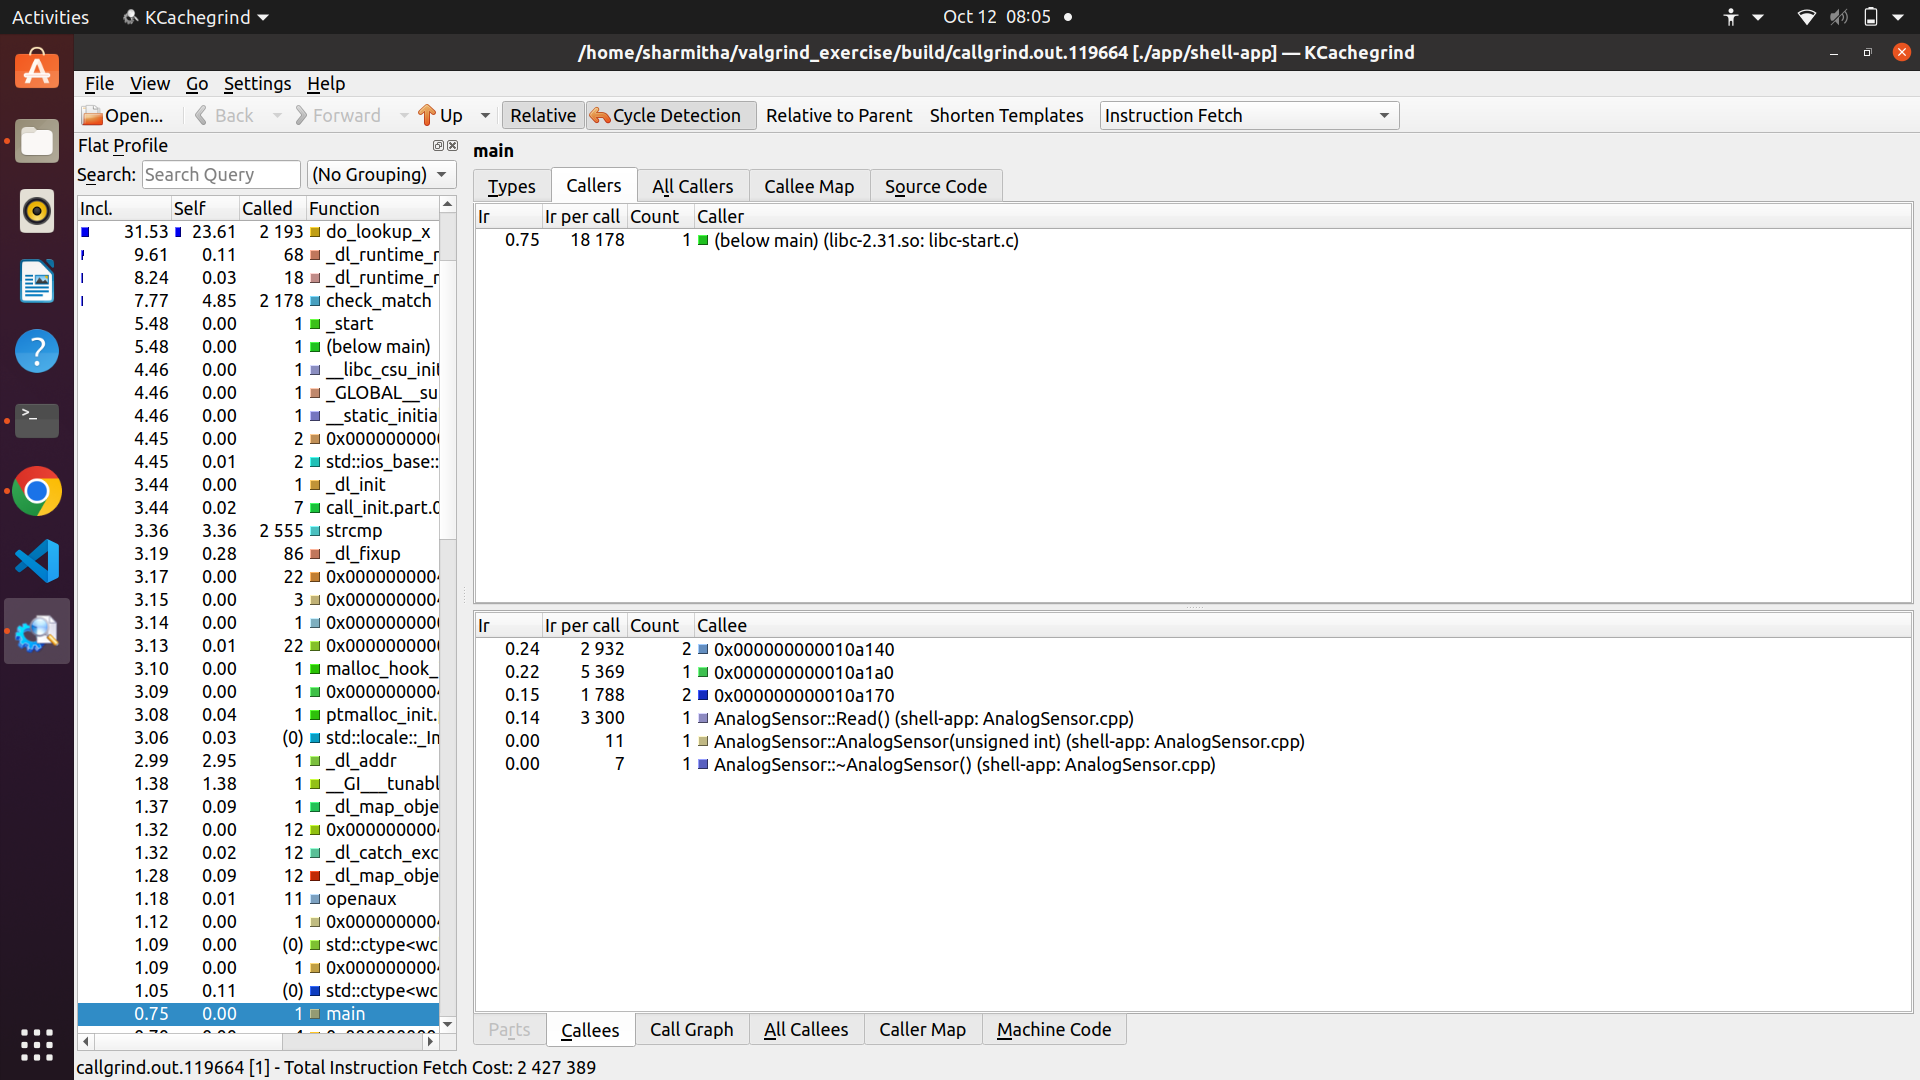 Activities KCachegrind Oct 12 08:05
/home/sharmitha/valgrind_exercise/build/callgrind.out.119664 [./app/shell-app] — KCachegrind
File View Go Settings Help
Open... Back Forward Up Relative Cycle Detection Relative to Parent Shorten Templates Instruction Fetch
Flat Profile
Search: Search Query (No Grouping)
Incl. Self Called Function
31.53 23.61 2 193 do_lookup_x
9.61 0.11 68 _dl_runtime_r
8.24 0.03 18 _dl_runtime_r
7.77 4.85 2 178 check_match
5.48 0.00 1 _start
5.48 0.00 1 (below main)
4.46 0.00 1 __libc_csu_init
4.46 0.00 1 _GLOBAL__su
4.46 0.00 1 __static_initia
4.45 0.00 2 0x0000000000
4.45 0.01 2 std::ios_base::
3.44 0.00 1 _dl_init
3.44 0.02 7 call_init.part.0
3.36 3.36 2 555 strcmp
3.19 0.28 86 _dl_fixup
3.17 0.00 22 0x0000000004
3.15 0.00 3 0x0000000004
3.14 0.00 1 0x0000000000
3.13 0.01 22 0x0000000000
3.10 0.00 1 malloc_hook_
3.09 0.00 1 0x0000000004
3.08 0.04 1 ptmalloc_init.
3.06 0.03 (0) std::locale::_In
2.99 2.95 1 _dl_addr
1.38 1.38 1 __GI___tunabl
1.37 0.09 1 _dl_map_obje
1.32 0.00 12 0x0000000004
1.32 0.02 12 _dl_catch_exc
1.28 0.09 12 _dl_map_obje
1.18 0.01 11 openaux
1.12 0.00 1 0x0000000004
1.09 0.00 (0) std::ctype<wc
1.09 0.00 1 0x0000000004
1.05 0.11 (0) std::ctype<wc
0.75 0.00 1 main
main
Types Callers All Callers Callee Map Source Code
Ir Ir per call Count Caller
0.75 18 178 1 (below main) (libc-2.31.so: libc-start.c)
Ir Ir per call Count Callee
0.24 2 932 2 0x000000000010a140
0.22 5 369 1 0x000000000010a1a0
0.15 1 788 2 0x000000000010a170
0.14 3 300 1 AnalogSensor::Read() (shell-app: AnalogSensor.cpp)
0.00 11 1 AnalogSensor::AnalogSensor(unsigned int) (shell-app: AnalogSensor.cpp)
0.00 7 1 AnalogSensor::~AnalogSensor() (shell-app: AnalogSensor.cpp)
Parts Callees Call Graph All Callees Caller Map Machine Code
callgrind.out.119664 [1] - Total Instruction Fetch Cost: 2 427 389